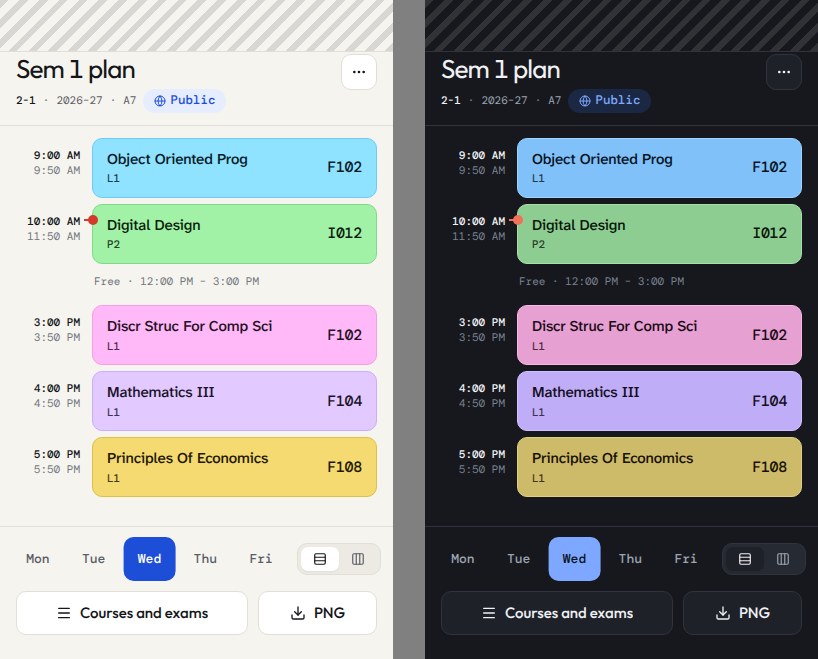 Sem 1 plan
2-1 · 2026-27 · A7 Public
9:00 AM
9:50 AM
Object Oriented Prog
L1
F102
10:00 AM
11:50 AM
Digital Design
P2
I012
Free · 12:00 PM – 3:00 PM
3:00 PM
3:50 PM
Discr Struc For Comp Sci
L1
F102
4:00 PM
4:50 PM
Mathematics III
L1
F104
5:00 PM
5:50 PM
Principles Of Economics
L1
F108
Mon Tue Wed Thu Fri
Courses and exams PNG
Sem 1 plan
2-1 · 2026-27 · A7 Public
9:00 AM
9:50 AM
Object Oriented Prog
L1
F102
10:00 AM
11:50 AM
Digital Design
P2
I012
Free · 12:00 PM – 3:00 PM
3:00 PM
3:50 PM
Discr Struc For Comp Sci
L1
F102
4:00 PM
4:50 PM
Mathematics III
L1
F104
5:00 PM
5:50 PM
Principles Of Economics
L1
F108
Mon Tue Wed Thu Fri
Courses and exams PNG